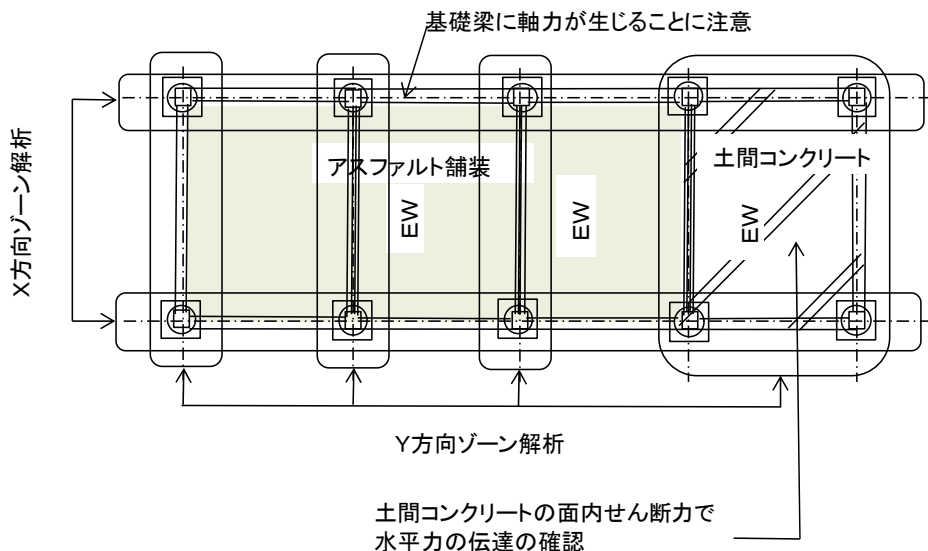 基礎梁に軸力が生じることに注意
X方向ゾーン解析
アスファルト舗装
土間コンクリート
EW
EW
EW
Y方向ゾーン解析
土間コンクリートの面内せん断力で
水平力の伝達の確認